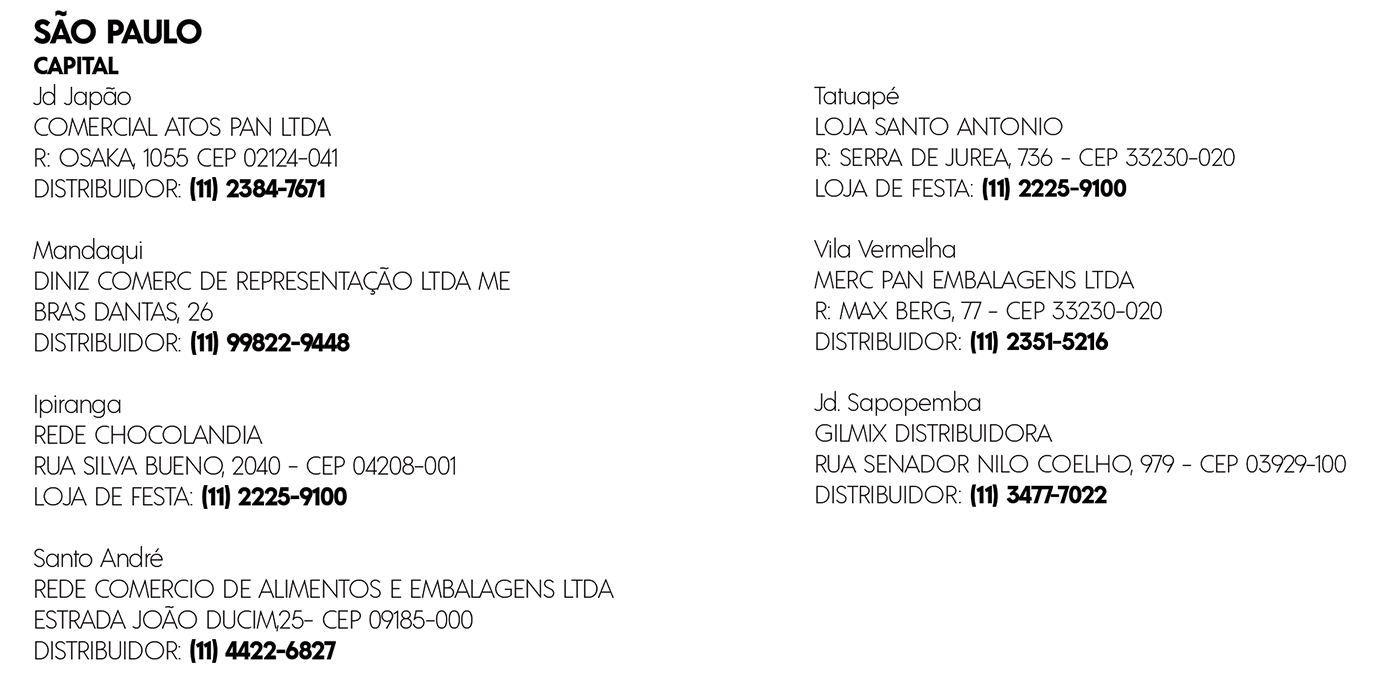 SÃO PAULO
CAPITAL
Jd Japão
COMERCIAL ATOS PAN LTDA
R: OSAKA, 1055 CEP 02124-041
DISTRIBUIDOR: (11) 2384-7671
Mandaqui
DINIZ COMERC DE REPRESENTAÇÃO LTDA ME
BRAS DANTAS, 26
DISTRIBUIDOR: (11) 99822-9448
Ipiranga
REDE CHOCOLANDIA
RUA SILVA BUENO, 2040 - CEP 04208-001
LOJA DE FESTA: (11) 2225-9100
Santo André
REDE COMERCIO DE ALIMENTOS E EMBALAGENS LTDA
ESTRADA JOÃO DUCIM,25- CEP 09185-000
DISTRIBUIDOR: (11) 4422-6827
Tatuapé
LOJA SANTO ANTONIO
R: SERRA DE JUREA, 736 - CEP 33230-020
LOJA DE FESTA: (11) 2225-9100
Vila Vermelha
MERC PAN EMBALAGENS LTDA
R: MAX BERG, 77 - CEP 33230-020
DISTRIBUIDOR: (11) 2351-5216
Jd. Sapopemba
GILMIX DISTRIBUIDORA
RUA SENADOR NILO COELHO, 979 - CEP 03929-100
DISTRIBUIDOR: (11) 3477-7022